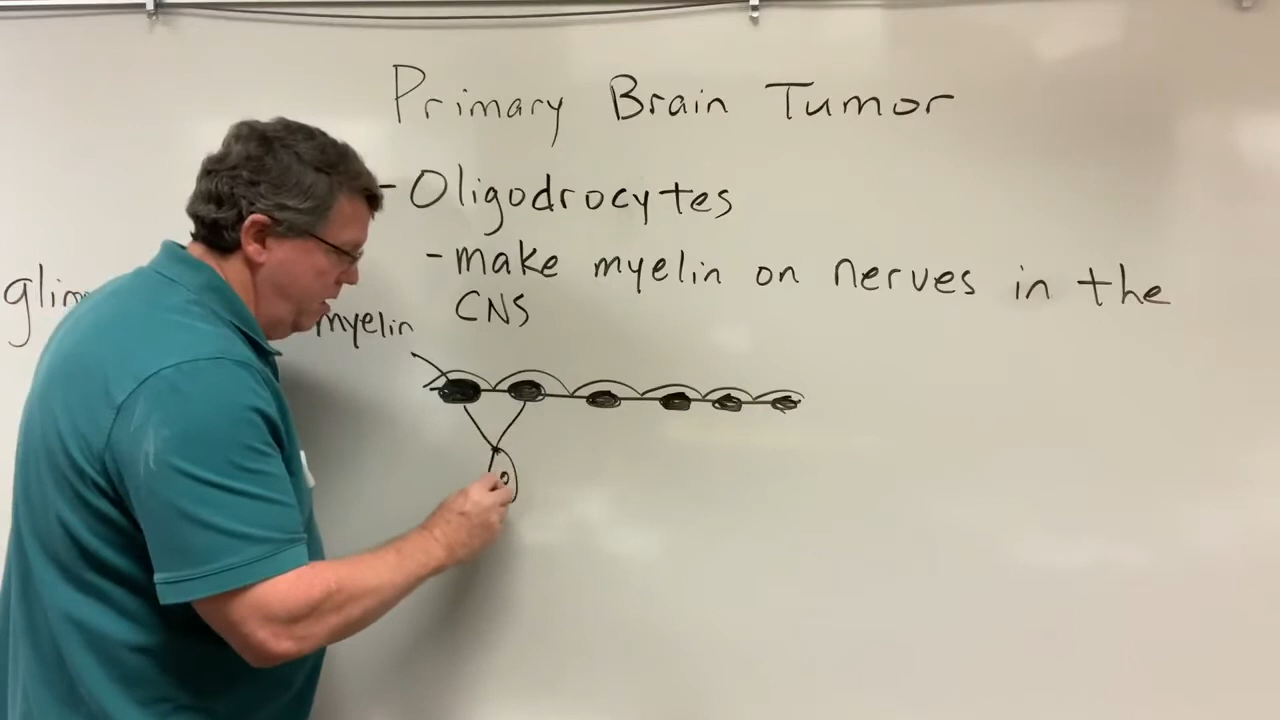 Primary Brain Tumor
- Oligodrocytes
- make myelin on nerves in the
CNS
myelin